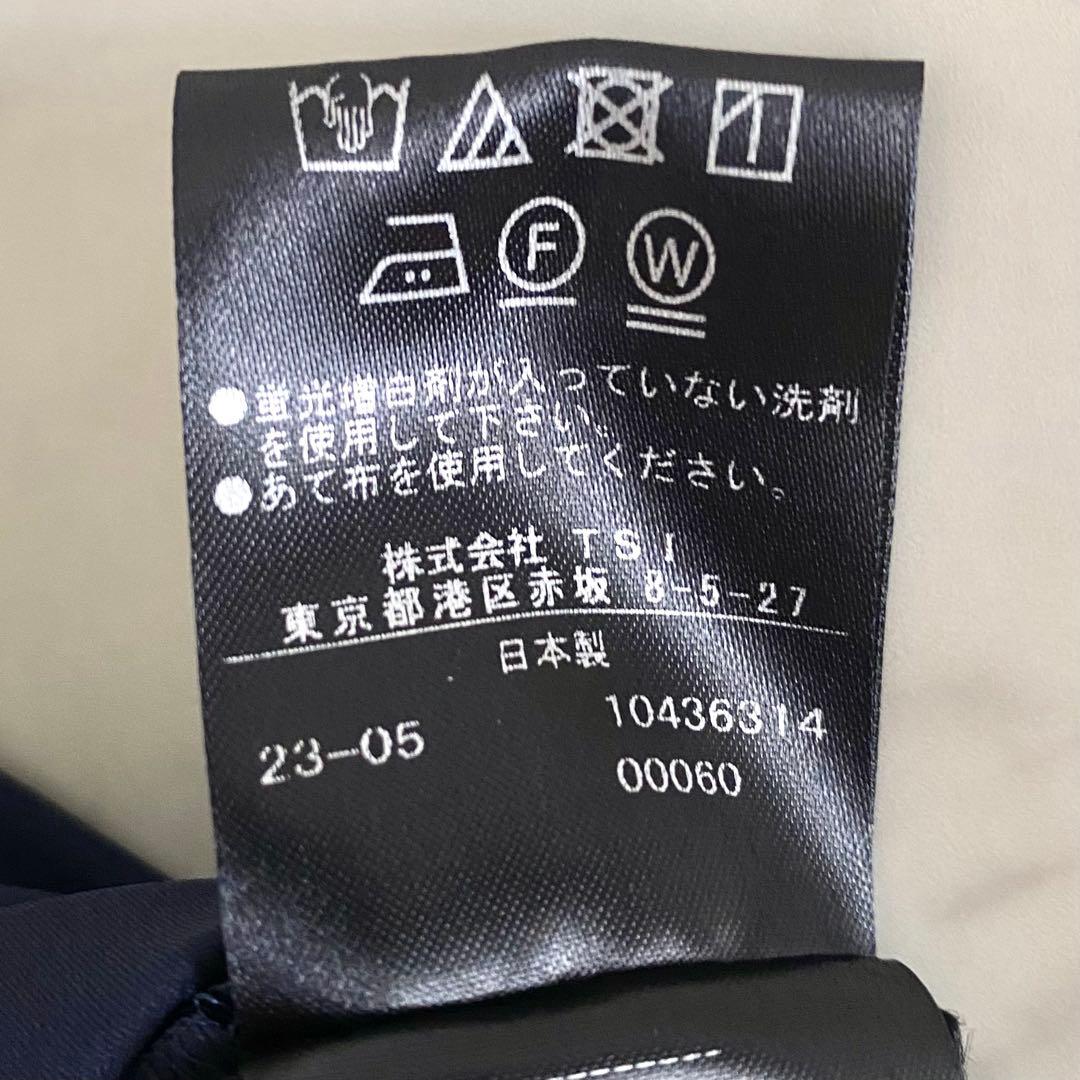 F W
●蛍光増白剤が入っていない洗剤
を使用して下さい。
●あて布を使用してください。
株式会社 TSI
東京都港区赤坂 8-5-27
日本製
23-05
10436314
00060